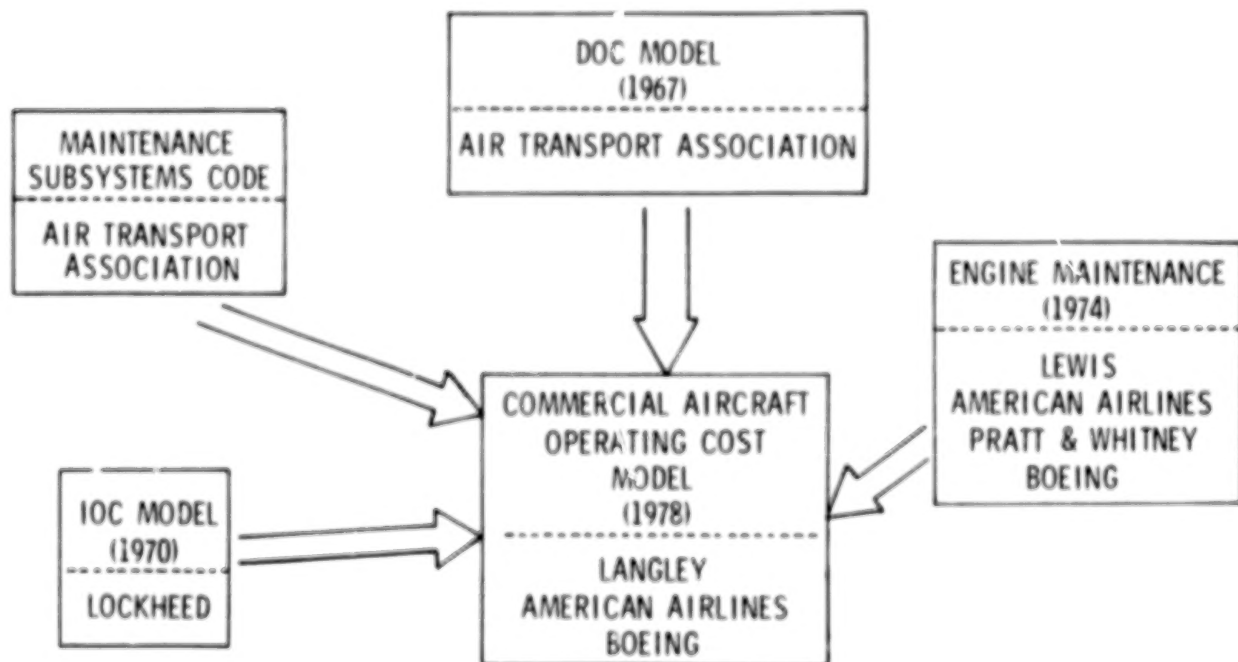 DOC MODEL
(1967)
AIR TRANSPORT ASSOCIATION
MAINTENANCE
SUBSYSTEMS CODE
AIR TRANSPORT
ASSOCIATION
ENGINE MAINTENANCE
(1974)
LEWIS
AMERICAN AIRLINES
PRATT & WHITNEY
BOEING
IOC MODEL
(1970)
LOCKHEED
COMMERCIAL AIRCRAFT
OPERATING COST
MODEL
(1978)
LANGLEY
AMERICAN AIRLINES
BOEING